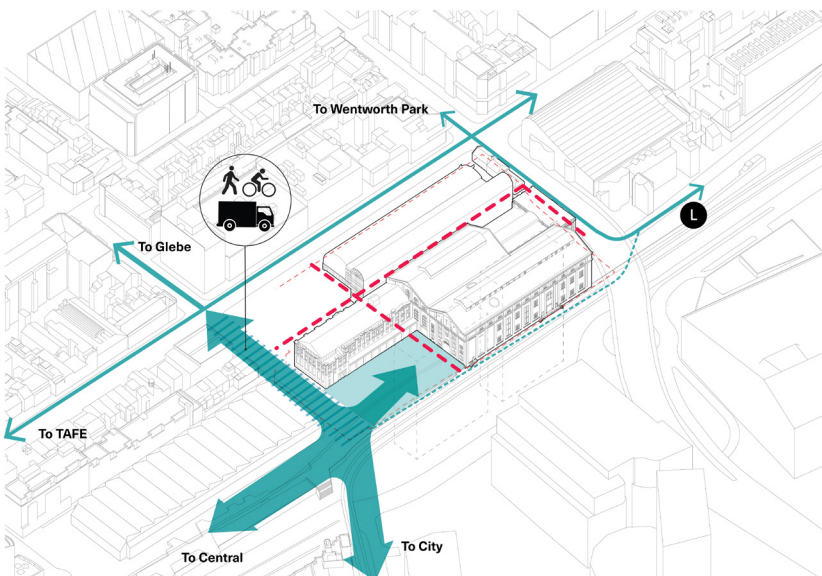 To Wentworth Park
L
To Glebe
To TAFE
To Central
To City